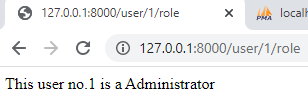 127.0.0.1:8000/user/1/role
PMA
localh
127.0.0.1:8000/user/1/role
This user no.1 is a Administrator